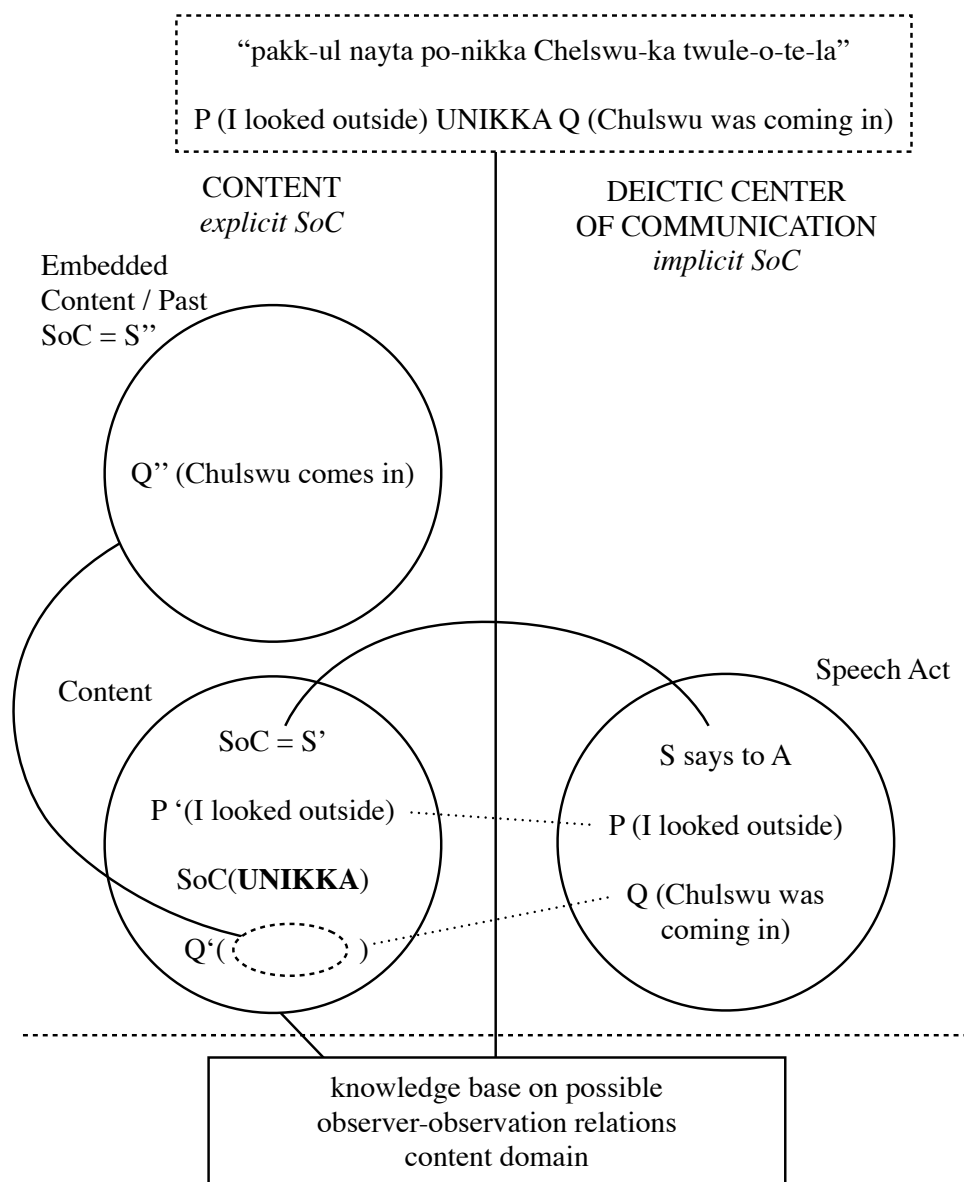 “pakk-ul nayta po-nikka Chelswu-ka twule-o-te-la”
P (I looked outside) UNIKKA Q (Chulswu was coming in)
CONTENT
explicit SoC
DEICTIC CENTER
OF COMMUNICATION
implicit SoC
Embedded
Content / Past
SoC = S’’
Q’’ (Chulswu comes in)
Content
Speech Act
SoC = S’
P ‘(I looked outside)
SoC(UNIKKA)
Q‘( )
S says to A
P (I looked outside)
Q (Chulswu was
coming in)
knowledge base on possible
observer-observation relations
content domain